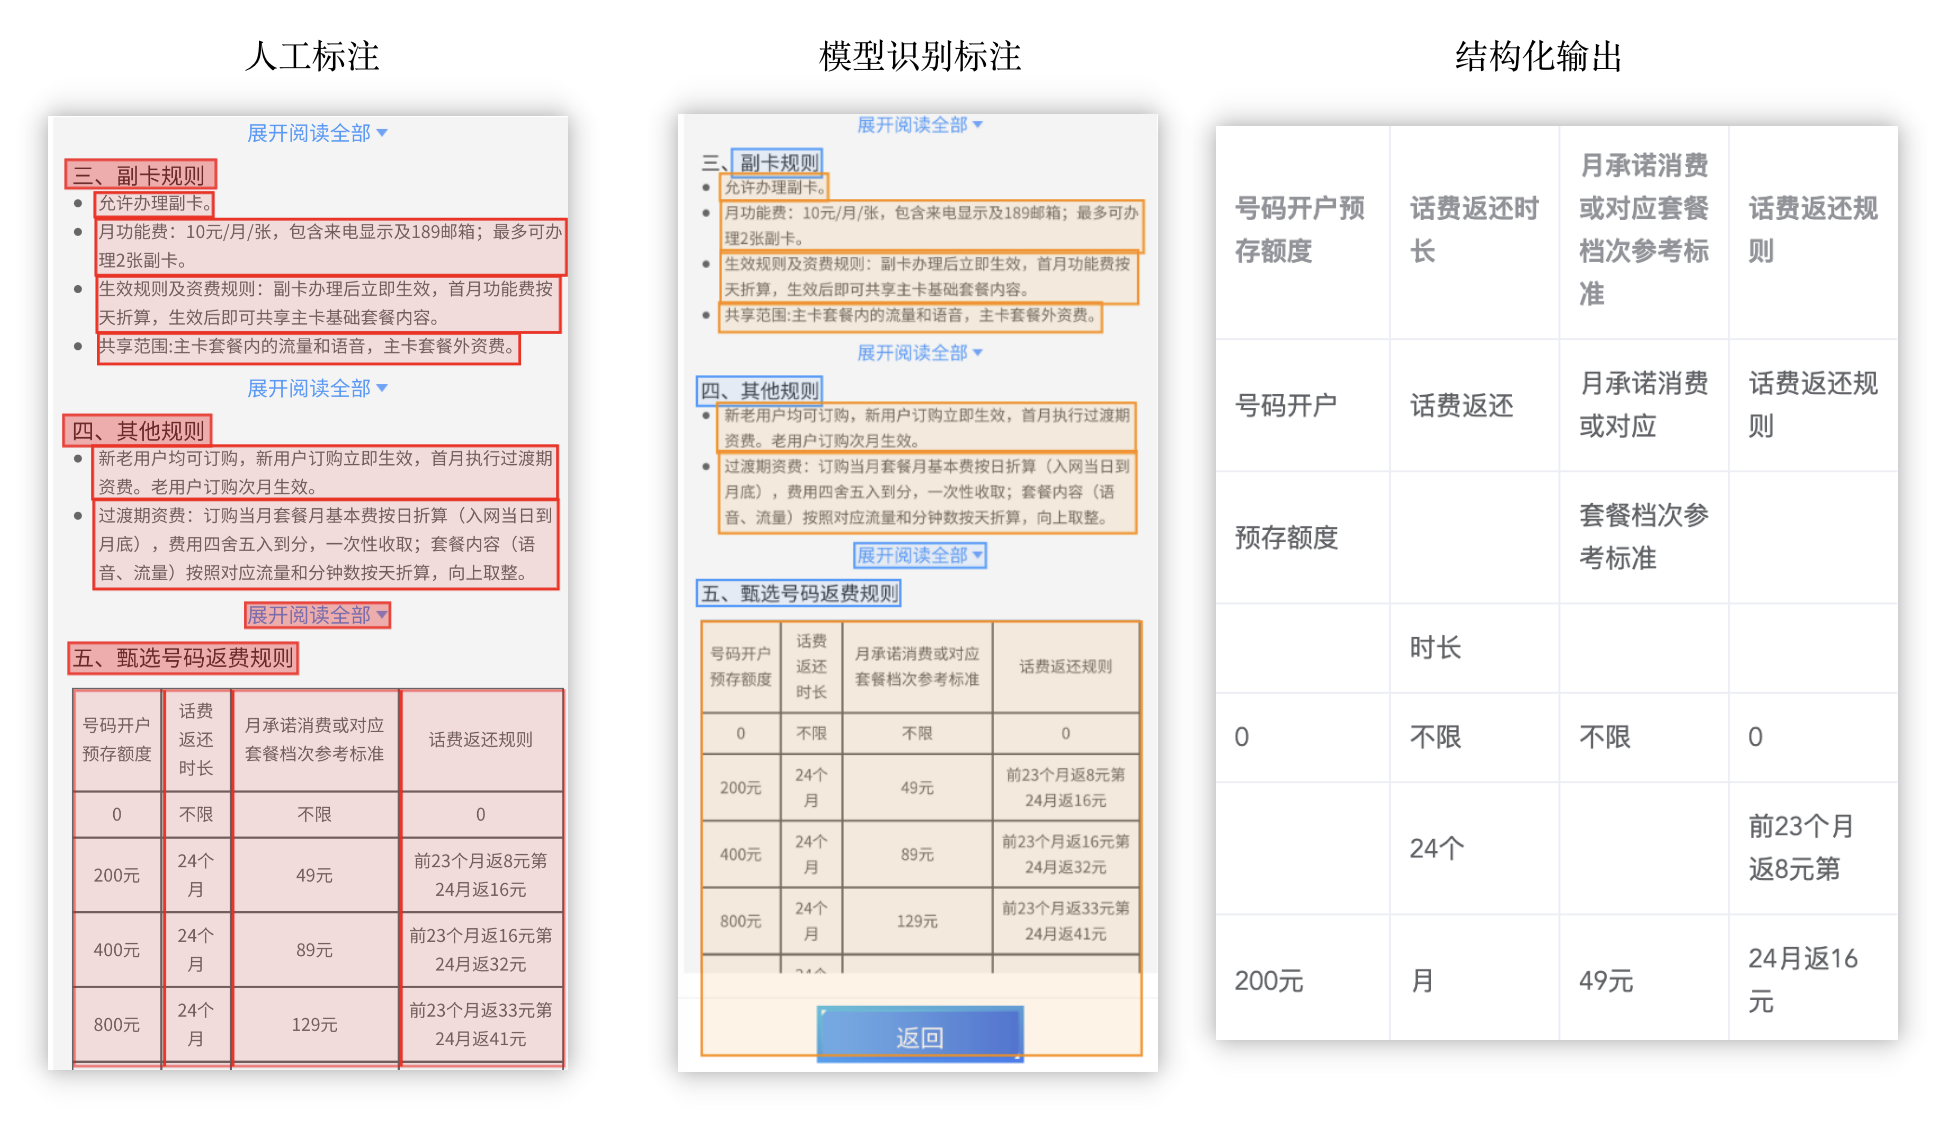 人工标注
展开阅读全部
三、副卡规则
允许办理副卡。
月功能费：10元/月/张，包含来电显示及189邮箱；最多可办
理2张副卡。
生效规则及资费规则：副卡办理后立即生效，首月功能费按
天折算，生效后即可共享主卡基础套餐内容。
共享范围:主卡套餐内的流量和语音，主卡套餐外资费。
展开阅读全部
四、其他规则
新老用户均可订购，新用户订购立即生效，首月执行过渡期
资费。老用户订购次月生效。
过渡期资费：订购当月套餐月基本费按日折算（入网当日到
月底），费用四舍五入到分，一次性收取；套餐内容（语
音、流量）按照对应流量和分钟数按天折算，向上取整。
展开阅读全部
五、甄选号码返费规则
号码开户
预存额度
话费
返还
时长
月承诺消费或对应
套餐档次参考标准
话费返还规则
0
不限
不限
0
200元
24个
月
49元
前23个月返8元第
24月返16元
400元
24个
月
89元
前23个月返16元第
24月返32元
800元
24个
月
129元
前23个月返33元第
24月返41元
模型识别标注
展开阅读全部
三、副卡规则
允许办理副卡。
月功能费：10元/月/张，包含来电显示及189邮箱；最多可办
理2张副卡。
生效规则及资费规则：副卡办理后立即生效，首月功能费按
天折算，生效后即可共享主卡基础套餐内容。
共享范围:主卡套餐内的流量和语音，主卡套餐外资费。
展开阅读全部
四、其他规则
新老用户均可订购，新用户订购立即生效，首月执行过渡期
资费。老用户订购次月生效。
过渡期资费：订购当月套餐月基本费按日折算（入网当日到
月底），费用四舍五入到分，一次性收取；套餐内容（语
音、流量）按照对应流量和分钟数按天折算，向上取整。
展开阅读全部
五、甄选号码返费规则
号码开户
预存额度
话费
返还
时长
月承诺消费或对应
套餐档次参考标准
话费返还规则
0
不限
不限
0
200元
24个
月
49元
前23个月返8元第
24月返16元
400元
24个
月
89元
前23个月返16元第
24月返32元
800元
24个
月
129元
前23个月返33元第
24月返41元
24个
返回
结构化输出
号码开户预
存额度
话费返还时
长
月承诺消费
或对应套餐
档次参考标
准
话费返还规
则
号码开户
话费返还
月承诺消费
或对应
话费返还规
则
预存额度
套餐档次参
考标准
时长
0
不限
不限
0
24个
前23个月
返8元第
200元
月
49元
24月返16
元